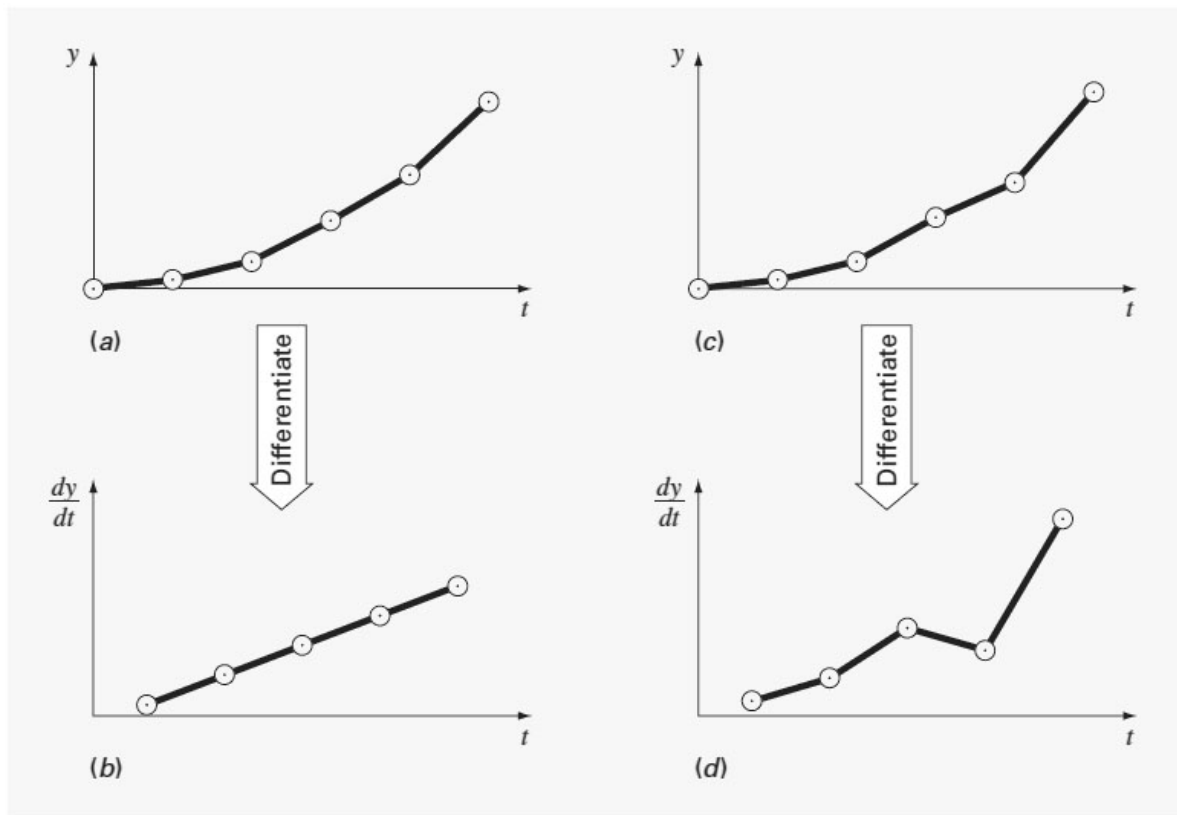 y
t
(a)
Differentiate
dy
dt
t
(b)
y
t
(c)
Differentiate
dy
dt
t
(d)